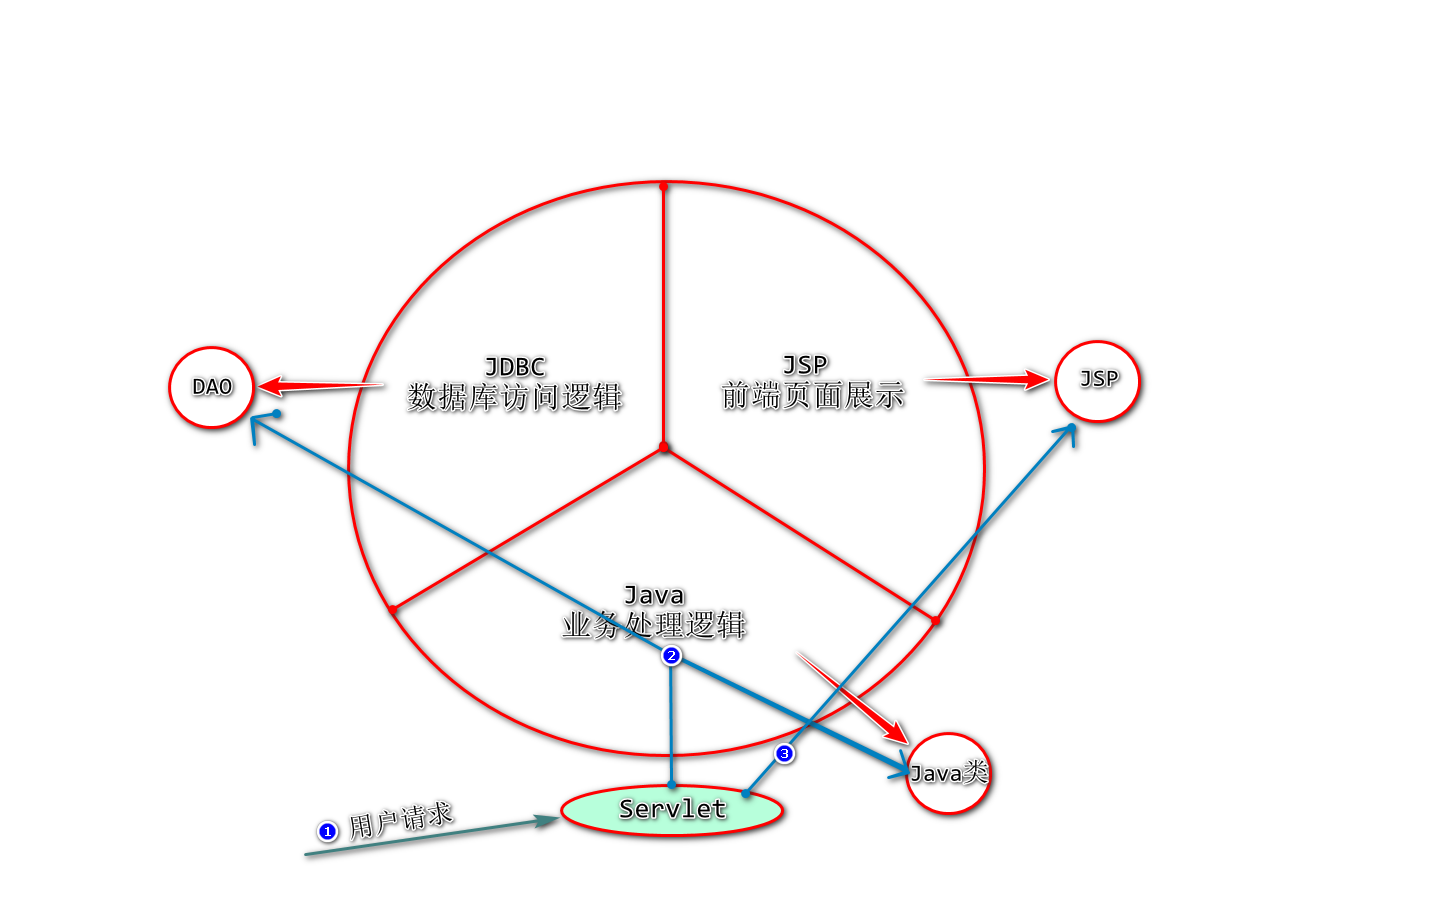 JDBC
数据库访问逻辑
JSP
前端页面展示
DAO
JSP
Java
业务处理逻辑
2
3
Java类
Servlet
1 用户请求